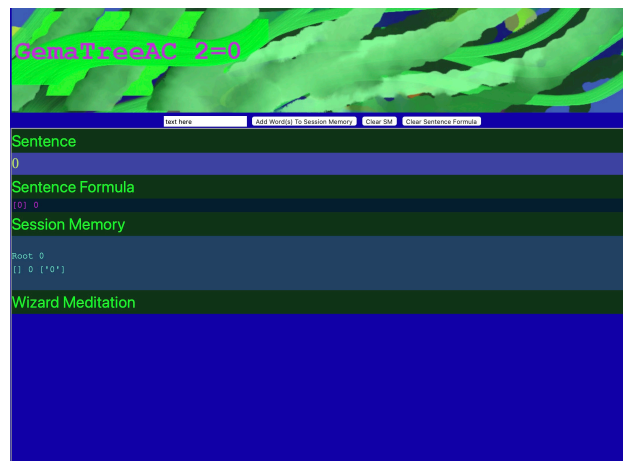 GemaTreeAC 2=0
text here Add Word(s) To Session Memory Clear SM Clear Sentence Formula
Sentence
()
Sentence Formula
[0] 0
Session Memory
Root 0
[] 0 ['0']
Wizard Meditation